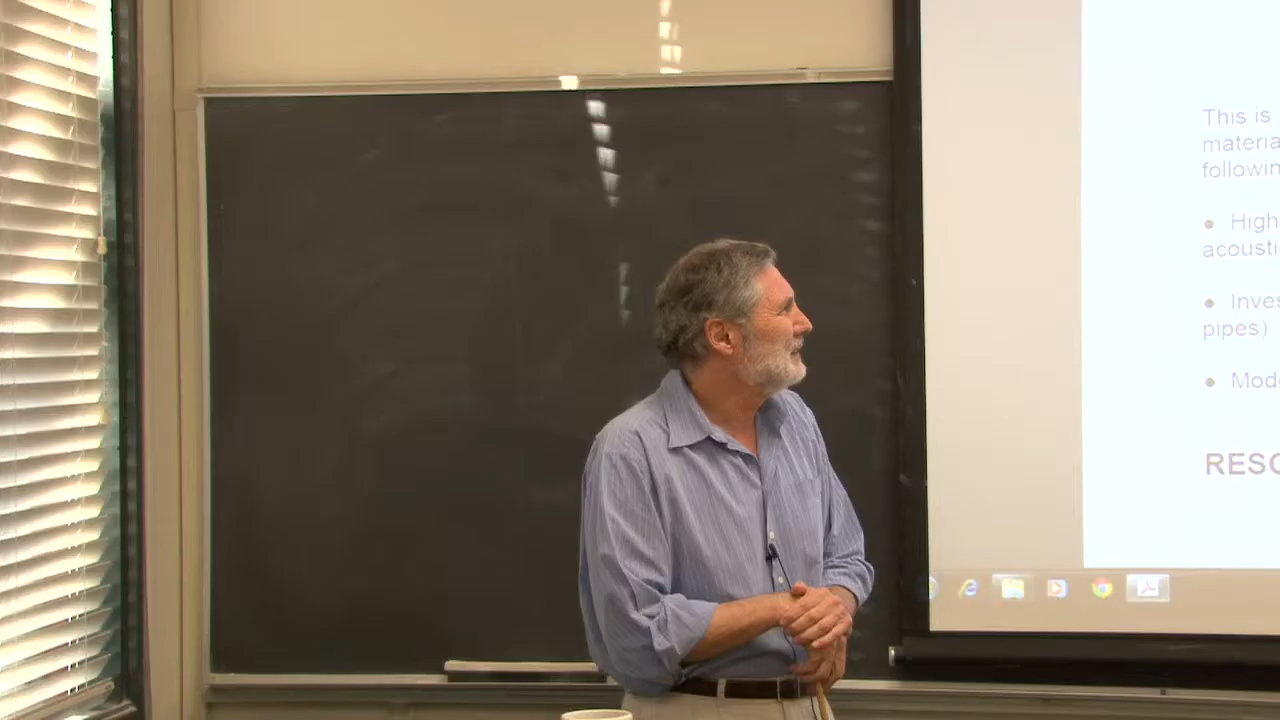 This is
materia
followin
● High
acousti
● Inves
pipes)
● Mode
RESC